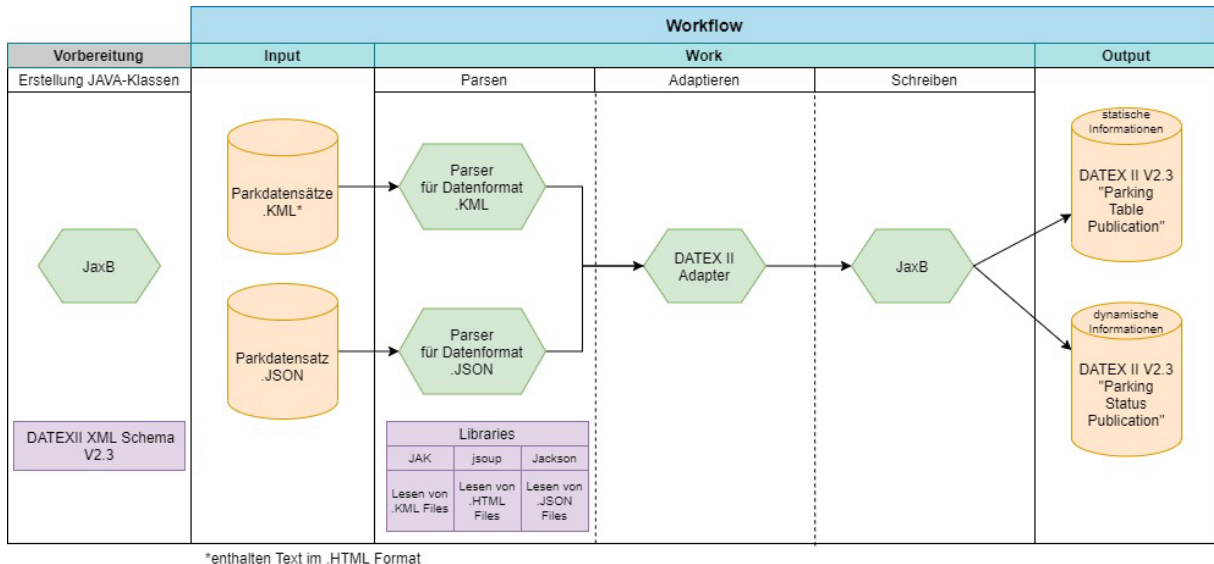 Workflow
Vorbereitung
Input
Work
Output
Erstellung JAVA-Klassen
Parsen
Adaptieren
Schreiben
JaxB
DATEXII XML Schema
V2.3
Parkdatensätze
.KML*
Parkdatensatz
.JSON
Parser
für Datenformat
.KML
Parser
für Datenformat
.JSON
Libraries
JAK
jsoup
Jackson
Lesen von
.KML Files
Lesen von
.HTML
Files
Lesen von
.JSON
Files
DATEX II
Adapter
JaxB
statische
Informationen
DATEX II V2.3
"Parking
Table
Publication"
dynamische
Informationen
DATEX II V2.3
"Parking
Status
Publication"
*enthalten Text im .HTML Format